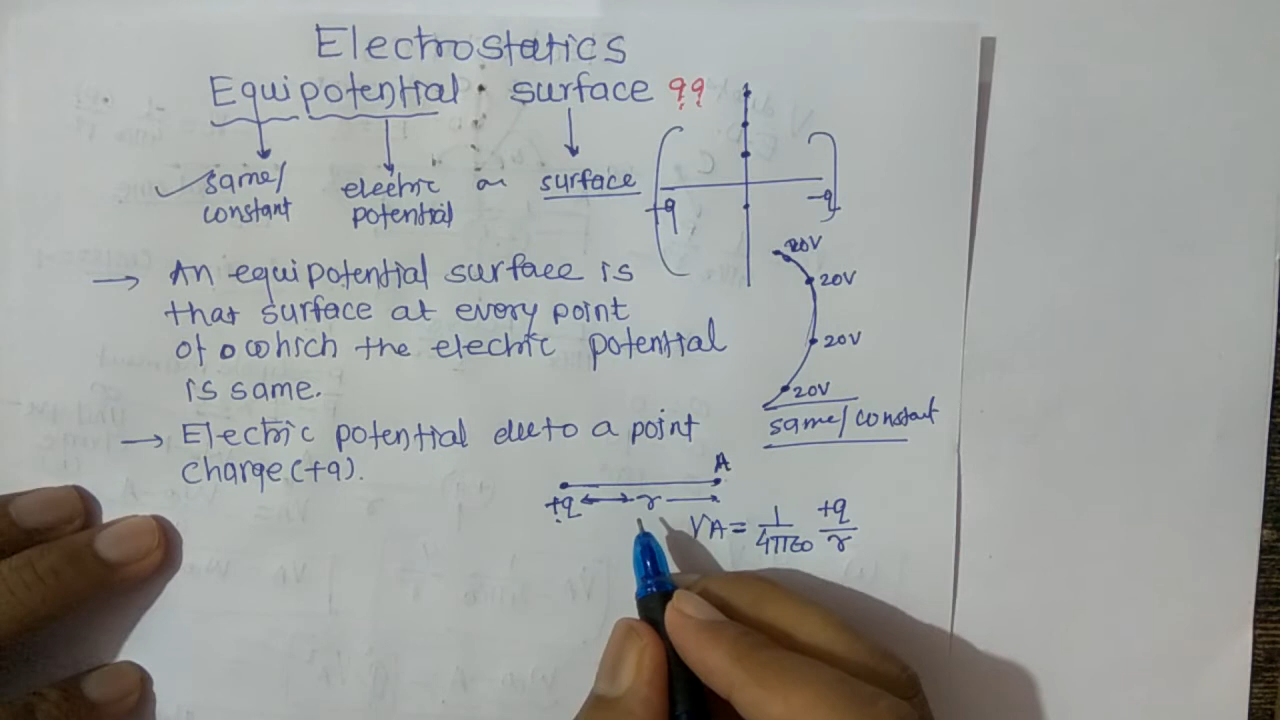 Electrostatics
Equipotential surface ??
same/ constant
electric potential
on
surface
+q
-q
→ An equipotential surface is
that surface at every point
of which the electric potential
is same.
20V
20V
20V
20V
same/constant
→ Electric potential due to a point
charge (+q).
A
+q
r
VA = 1/4πε0 +q/r